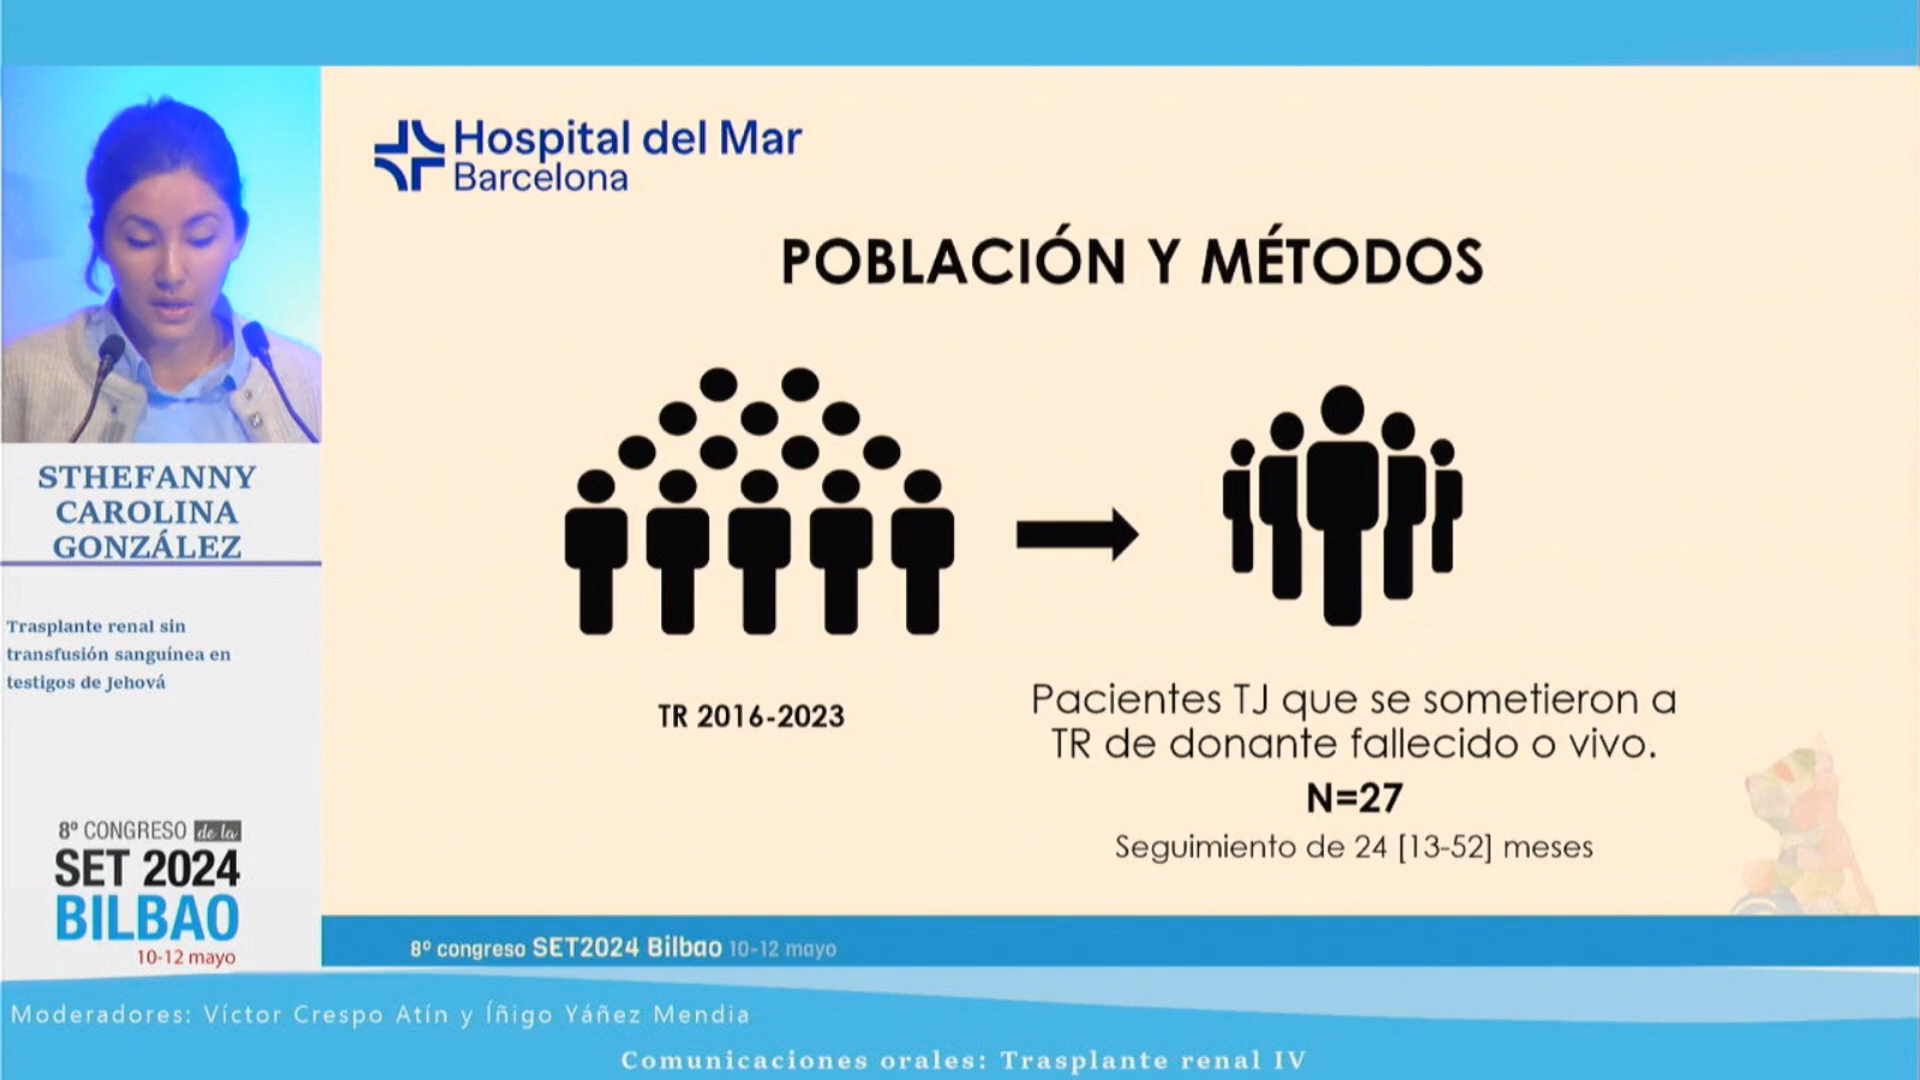 Hospital del Mar
Barcelona
POBLACIÓN Y MÉTODOS
TR 2016-2023
Pacientes TJ que se sometieron a
TR de donante fallecido o vivo.
N=27
Seguimiento de 24 [13-52] meses
STHEFANNY
CAROLINA
GONZÁLEZ
Trasplante renal sin
transfusión sanguínea en
testigos de Jehová
8º CONGRESO de la
SET 2024
BILBAO
10-12 mayo
8º congreso SET2024 Bilbao 10-12 mayo
Moderadores: Víctor Crespo Atín y Íñigo Yáñez Mendia
Comunicaciones orales: Trasplante renal IV